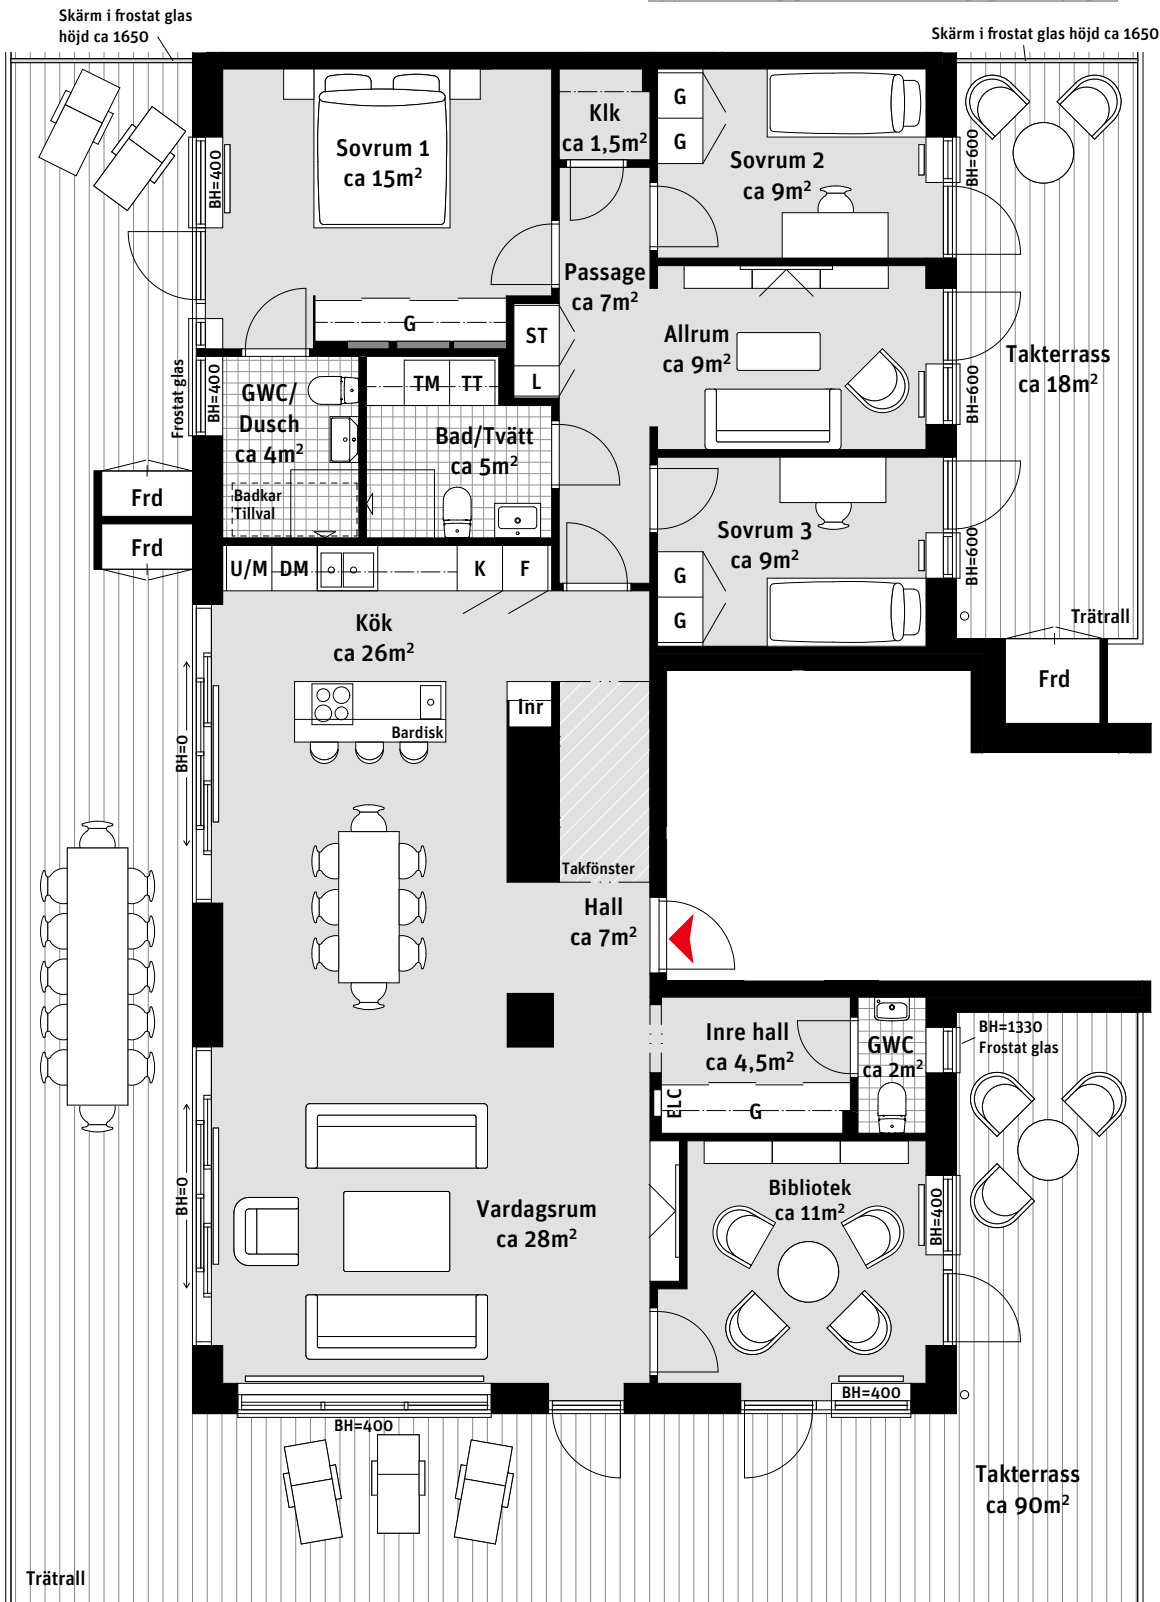 Skärm i frostat glas
höjd ca 1650
Skärm i frostat glas höjd ca 1650
Sovrum 1
ca 15m²
BH=400
Klk
ca 1,5m²
G
G
Sovrum 2
ca 9m²
BH=600
Passage
ca 7m²
G
ST
L
Allrum
ca 9m²
BH=600
Takterrass
ca 18m²
Frostat glas
BH=400
GWC/
Dusch
ca 4m²
Badkar
Tillval
TM
TT
Bad/Tvätt
ca 5m²
Frd
Frd
Sovrum 3
ca 9m²
G
G
BH=600
Trätrall
Frd
U/M
DM
K
F
Kök
ca 26m²
Inr
Bardisk
BH=0
Takfönster
Hall
ca 7m²
Inre hall
ca 4,5m²
GWC
ca 2m²
BH=1330
Frostat glas
ELC
G
BH=0
Vardagsrum
ca 28m²
Bibliotek
ca 11m²
BH=400
BH=400
BH=400
Takterrass
ca 90m²
Trätrall